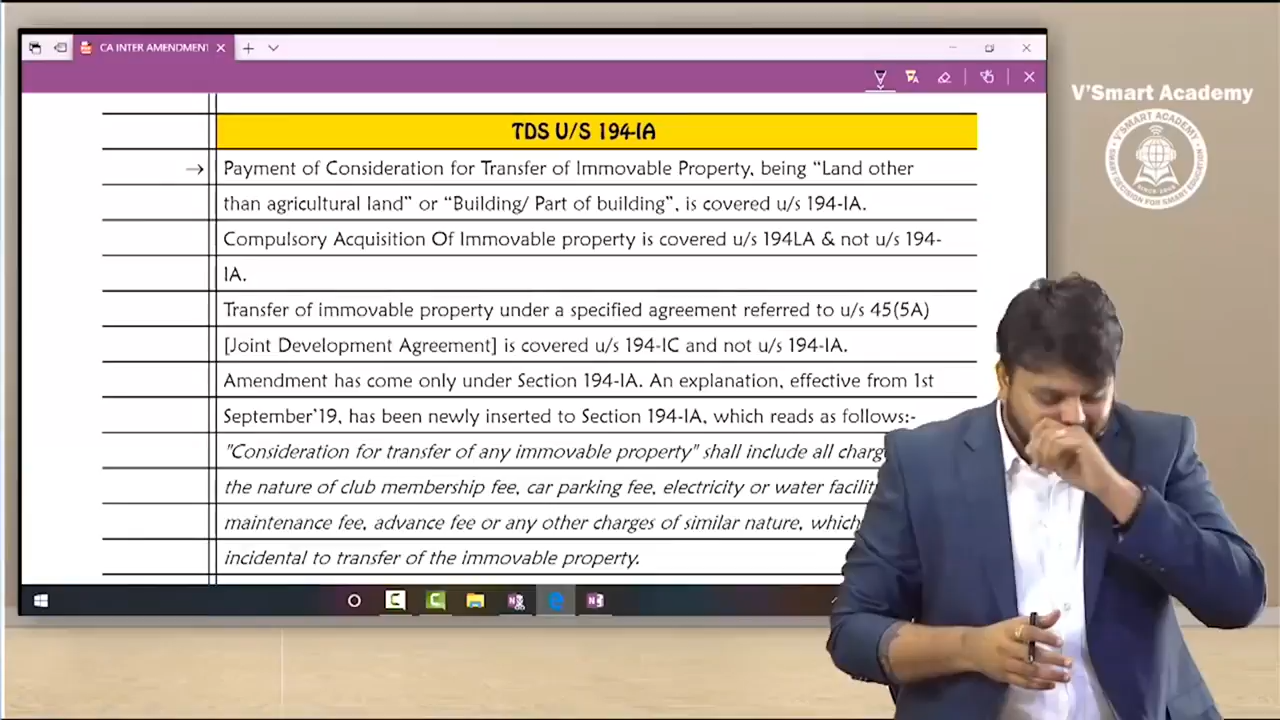 CA INTER AMENDMENT
V'Smart Academy
V'SMART ACADEMY
TDS U/S 194-IA
→ Payment of Consideration for Transfer of Immovable Property, being “Land other
than agricultural land” or “Building/ Part of building”, is covered u/s 194-IA.
Compulsory Acquisition Of Immovable property is covered u/s 194LA & not u/s 194-
IA.
Transfer of immovable property under a specified agreement referred to u/s 45(5A)
[Joint Development Agreement] is covered u/s 194-IC and not u/s 194-IA.
Amendment has come only under Section 194-IA. An explanation, effective from 1st
September'19, has been newly inserted to Section 194-IA, which reads as follows:-
"Consideration for transfer of any immovable property" shall include all
the nature of club membership fee, car parking fee, electricity or water
maintenance fee, advance fee or any other charges of similar nature, which
incidental to transfer of the immovable property.